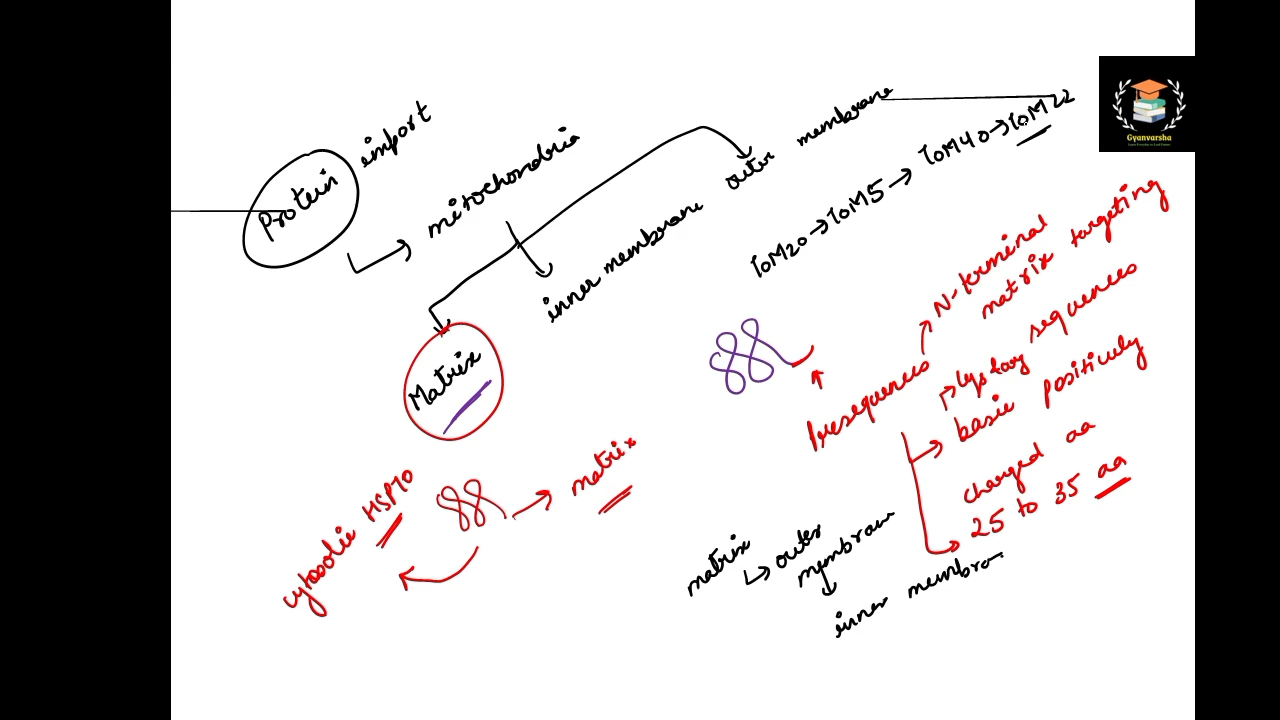 Protein import
mitochondria
outer membrane
inner membrane
Matrix
TOM20 → TOM5 → TOM40 → TOM22
Gyanvarsha
Presequences
N-terminal
matrix targeting
sequences
basic positively
charged aa
25 to 35 aa
cytosolic HSP70
matrix
matrix
outer
membrane
inner membran